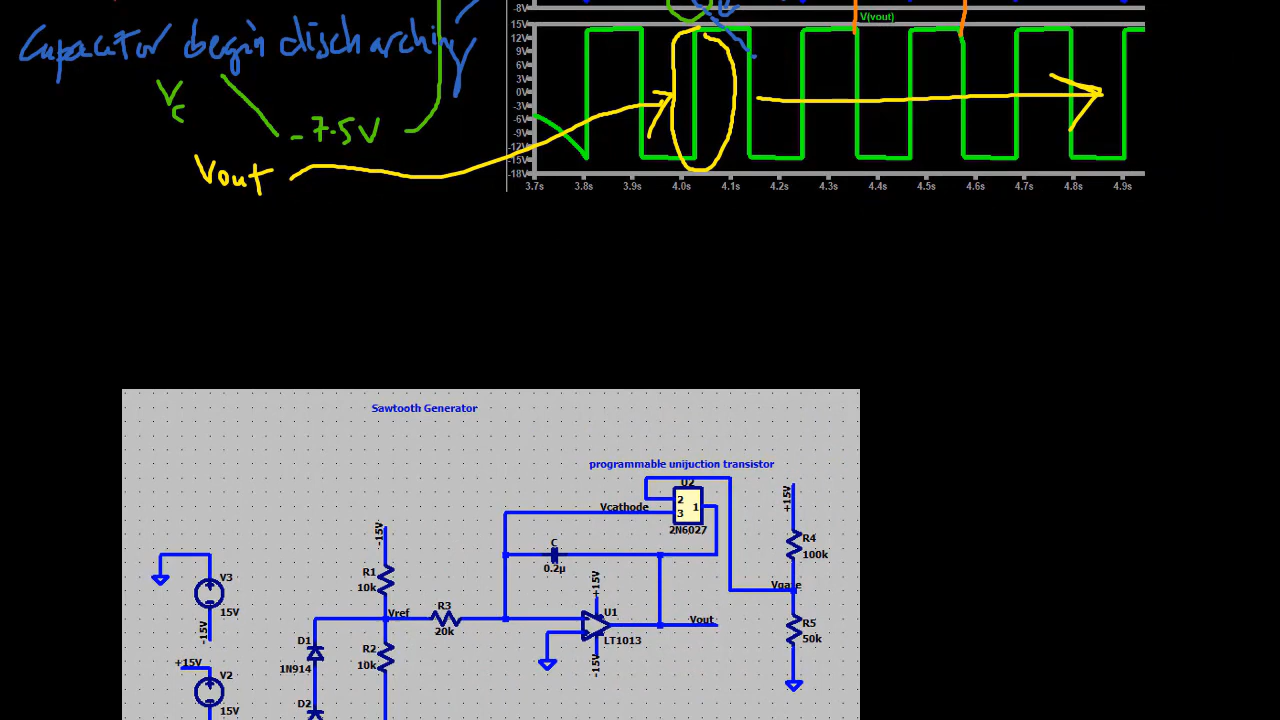 -8V
15V
V(vout)
12V
9V
6V
3V
0V
-3V
-6V
-9V
-12V
-15V
-18V
3.7s 3.8s 3.9s 4.0s 4.1s 4.2s 4.3s 4.4s 4.5s 4.6s 4.7s 4.8s 4.9s
Capacitor begin discharching
Vc
-7.5V
Vout
Sawtooth Generator
programmable unijuction transistor
U2
2
1
3
Vcathode
2N6027
+15V
R4
100k
-15V
C
0.2µ
R1
10k
V3
15V
-15V
+15V
Vgate
R3
Vref
20k
U1
Vout
LT1013
R5
50k
D1
1N914
R2
10k
-15V
+15V
V2
15V
D2